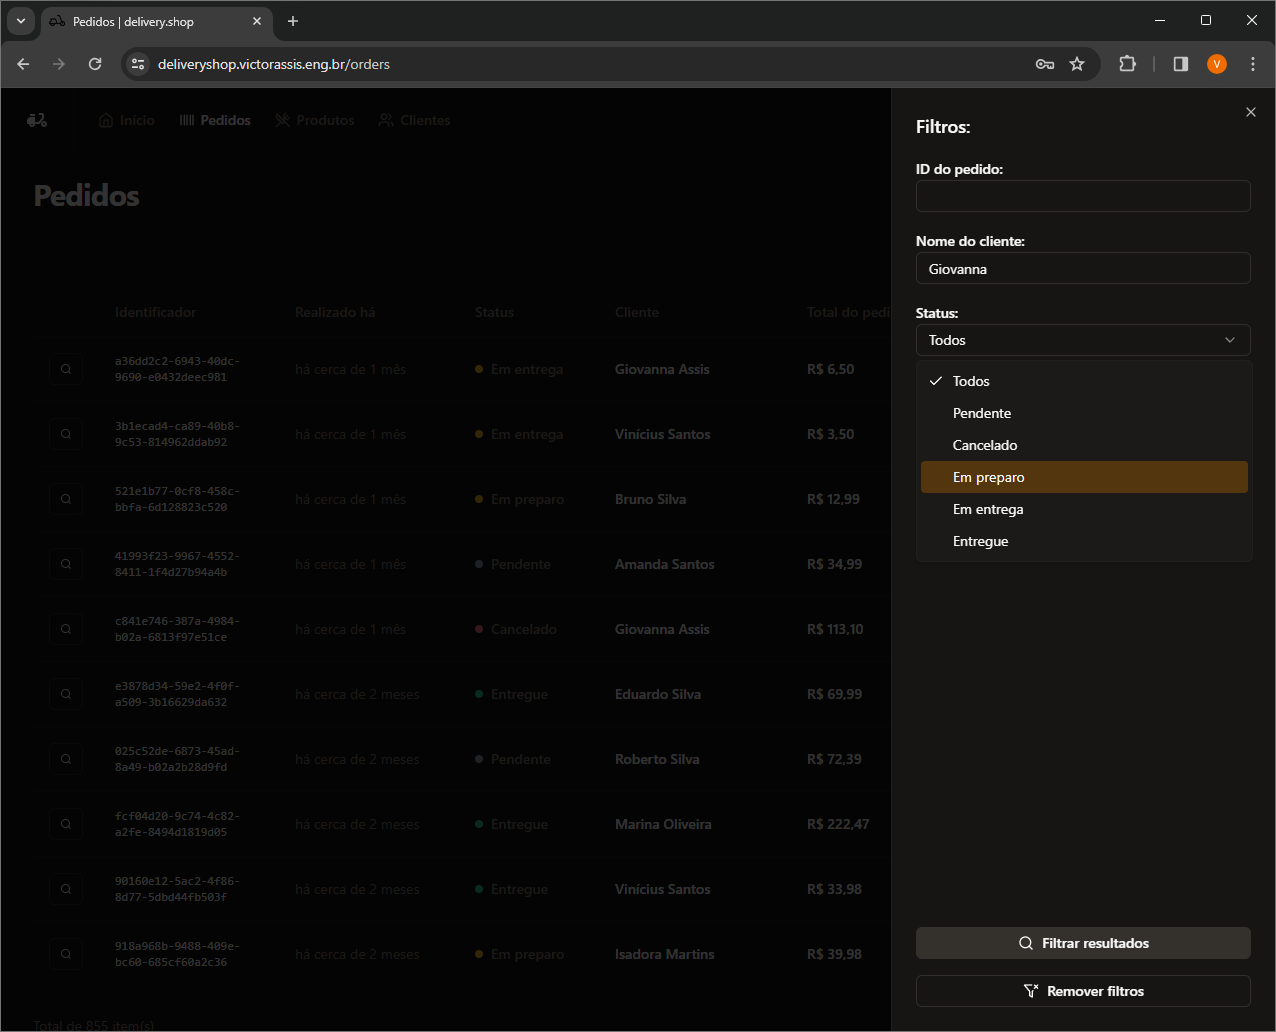 Pedidos | delivery.shop
deliveryshop.victorassis.eng.br/orders
V
Início
Pedidos
Produtos
Clientes
Pedidos
Identificador
Realizado há
Status
Cliente
Total do pedi
a36dd2c2-6943-40dc-
9690-e0432deec981
há cerca de 1 mês
Em entrega
Giovanna Assis
R$ 6,50
3b1ecad4-ca89-40b8-
9c53-814962ddab92
há cerca de 1 mês
Em entrega
Vinícius Santos
R$ 3,50
521e1b77-0cf8-458c-
bbfa-6d128823c520
há cerca de 1 mês
Em preparo
Bruno Silva
R$ 12,99
41993f23-9967-4552-
8411-1f4d27b94a4b
há cerca de 1 mês
Pendente
Amanda Santos
R$ 34,99
c841e746-387a-4984-
b02a-6813f97e51ce
há cerca de 1 mês
Cancelado
Giovanna Assis
R$ 113,10
e3878d34-59e2-4f0f-
a509-3b16629da632
há cerca de 2 meses
Entregue
Eduardo Silva
R$ 69,99
025c52de-6873-45ad-
8a49-b02a2b28d9fd
há cerca de 2 meses
Pendente
Roberto Silva
R$ 72,39
fcf04d20-9c74-4c82-
a2fe-8494d1819d05
há cerca de 2 meses
Entregue
Marina Oliveira
R$ 222,47
90160e12-5ac2-4f86-
8d77-5dbd44fb503f
há cerca de 2 meses
Entregue
Vinícius Santos
R$ 33,98
918a968b-9488-409e-
bc60-685cf60a2c36
há cerca de 2 meses
Em preparo
Isadora Martins
R$ 39,98
Total de 855 item(s)
Filtros:
ID do pedido:
Nome do cliente:
Giovanna
Status:
Todos
Todos
Pendente
Cancelado
Em preparo
Em entrega
Entregue
Filtrar resultados
Remover filtros